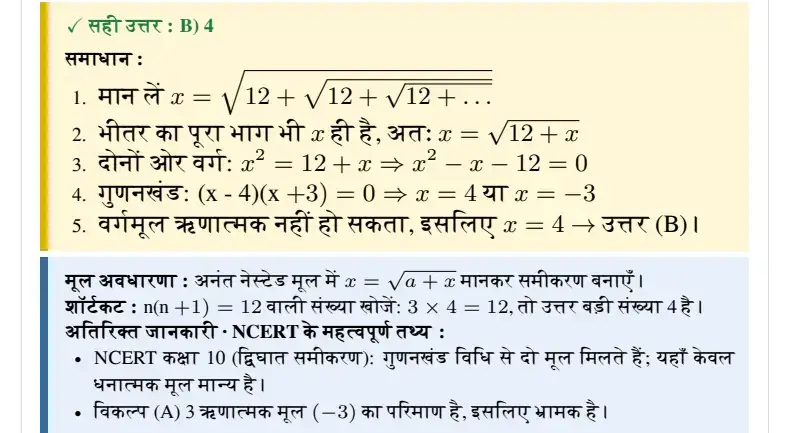 ✓ सही उत्तर : B) 4
समाधान :
1. मान लें x = √(12 + √(12 + √(12 + …)))
2. भीतर का पूरा भाग भी x ही है, अतः x = √(12 + x)
3. दोनों ओर वर्ग: x² = 12 + x ⇒ x² − x − 12 = 0
4. गुणनखंड: (x - 4)(x +3) = 0 ⇒ x = 4 या x = −3
5. वर्गमूल ऋणात्मक नहीं हो सकता, इसलिए x = 4 → उत्तर (B)।
मूल अवधारणा : अनंत नेस्टेड मूल में x = √(a + x) मानकर समीकरण बनाएँ।
शॉर्टकट : n(n +1) = 12 वाली संख्या खोजें: 3 × 4 = 12, तो उत्तर बड़ी संख्या 4 है।
अतिरिक्त जानकारी · NCERT के महत्वपूर्ण तथ्य :
• NCERT कक्षा 10 (द्विघात समीकरण): गुणनखंड विधि से दो मूल मिलते हैं; यहाँ केवल
धनात्मक मूल मान्य है।
• विकल्प (A) 3 ऋणात्मक मूल (−3) का परिमाण है, इसलिए भ्रामक है।